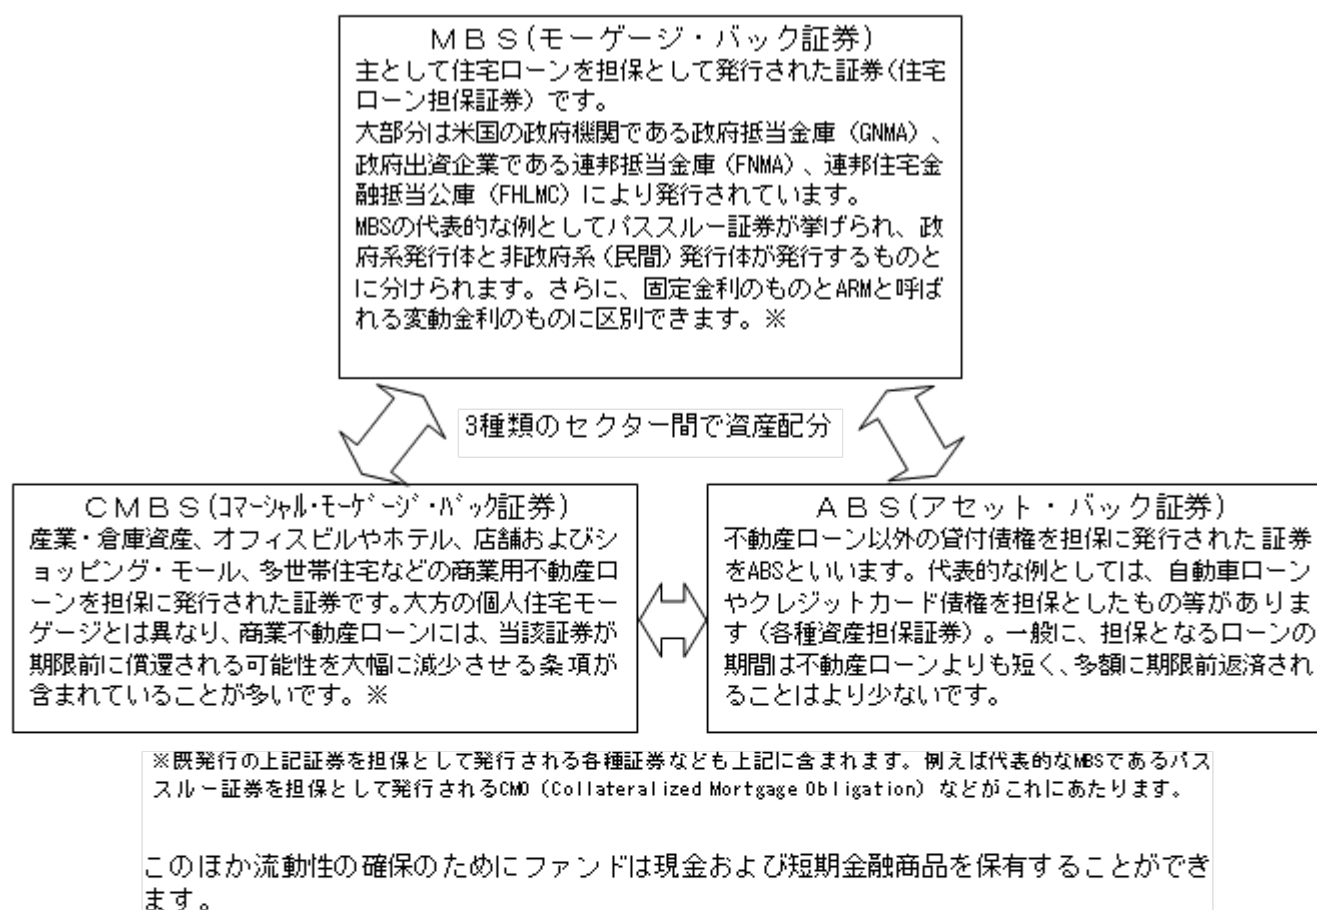 ＭＢＳ(モーゲージ・バック証券)
主として住宅ローンを担保として発行された証券(住宅
ローン担保証券）です。
大部分は米国の政府機関である政府抵当金庫（GNMA）、
政府出資企業である連邦抵当金庫（FNMA）、連邦住宅金
融抵当公庫（FHLMC）により発行されています。
MBSの代表的な例としてパススルー証券が挙げられ、政
府系発行体と非政府系（民間）発行体が発行するものと
に分けられます。さらに、固定金利のものとARMと呼ば
れる変動金利のものに区別できます。※
3種類のセクター間で資産配分
ＣＭＢＳ(ｺﾏｰｼｬﾙ･ﾓｰｹﾞｰｼﾞ･ﾊﾞｯｸ証券)
産業・倉庫資産、オフィスビルやホテル、店舗およびシ
ョッピング・モール、多世帯住宅などの商業用不動産ロ
ーンを担保に発行された証券です。大方の個人住宅モー
ゲージとは異なり、商業不動産ローンには、当該証券が
期限前に償還される可能性を大幅に減少させる条項が
含まれていることが多いです。※
ＡＢＳ(アセット・バック証券)
不動産ローン以外の貸付債権を担保に発行された証券
をABSといいます。代表的な例としては、自動車ローン
やクレジットカード債権を担保としたもの等がありま
す（各種資産担保証券）。一般に、担保となるローンの
期間は不動産ローンよりも短く、多額に期限前返済され
ることはより少ないです。
※既発行の上記証券を担保として発行される各種証券なども上記に含まれます。例えば代表的なMBSであるパス
スルー証券を担保として発行されるCMO（Collateralized Mortgage Obligation）などがこれにあたります。
このほか流動性の確保のためにファンドは現金および短期金融商品を保有することができ
ます。